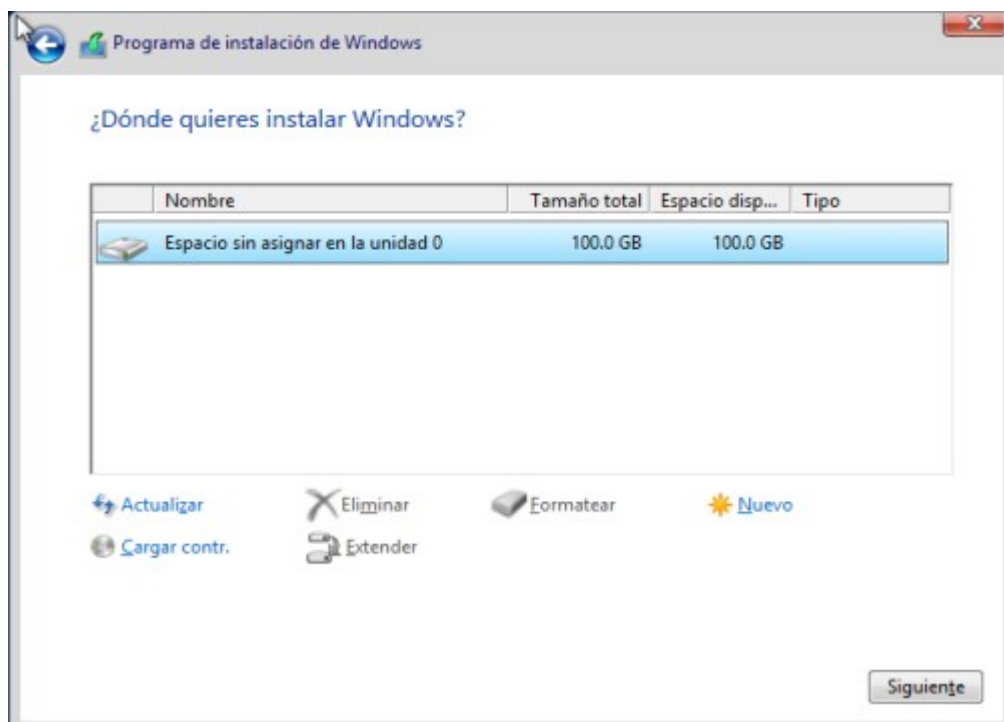 Programa de instalación de Windows
¿Dónde quieres instalar Windows?
Nombre Tamaño total Espacio disp... Tipo
Espacio sin asignar en la unidad 0 100.0 GB 100.0 GB
Actualizar Eliminar Formatear Nuevo
Cargar contr. Extender
Siguiente